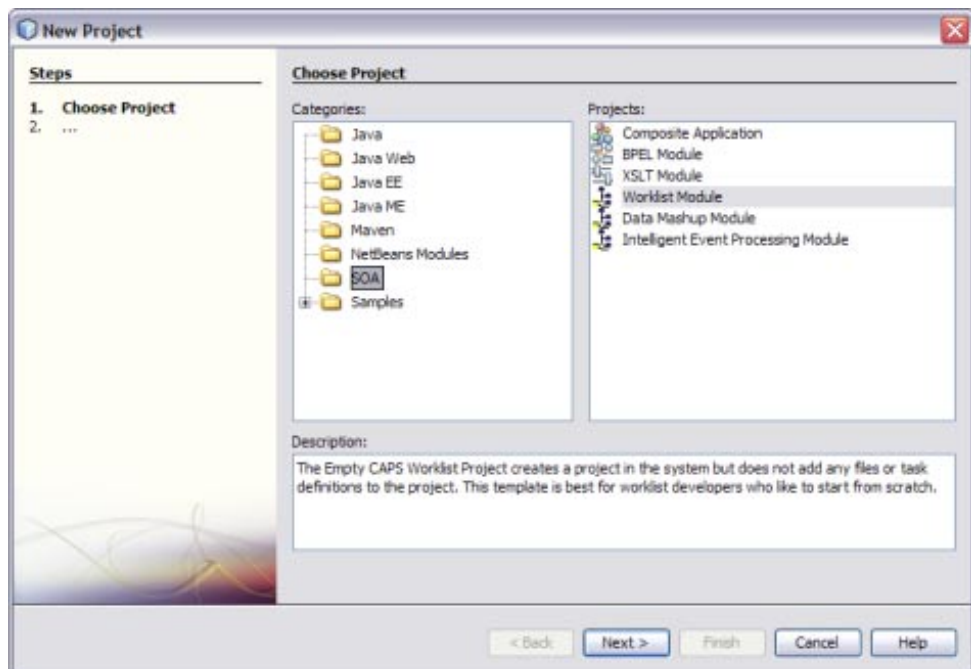 New Project
Steps
1. Choose Project
2. ...
Choose Project
Categories:
Java
Java Web
Java EE
Java ME
Maven
NetBeans Modules
SOA
Samples
Projects:
Composite Application
BPEL Module
XSLT Module
Worklist Module
Data Mashup Module
Intelligent Event Processing Module
Description:
The Empty CAPS Worklist Project creates a project in the system but does not add any files or task
definitions to the project. This template is best for worklist developers who like to start from scratch.
< Back
Next >
Finish
Cancel
Help